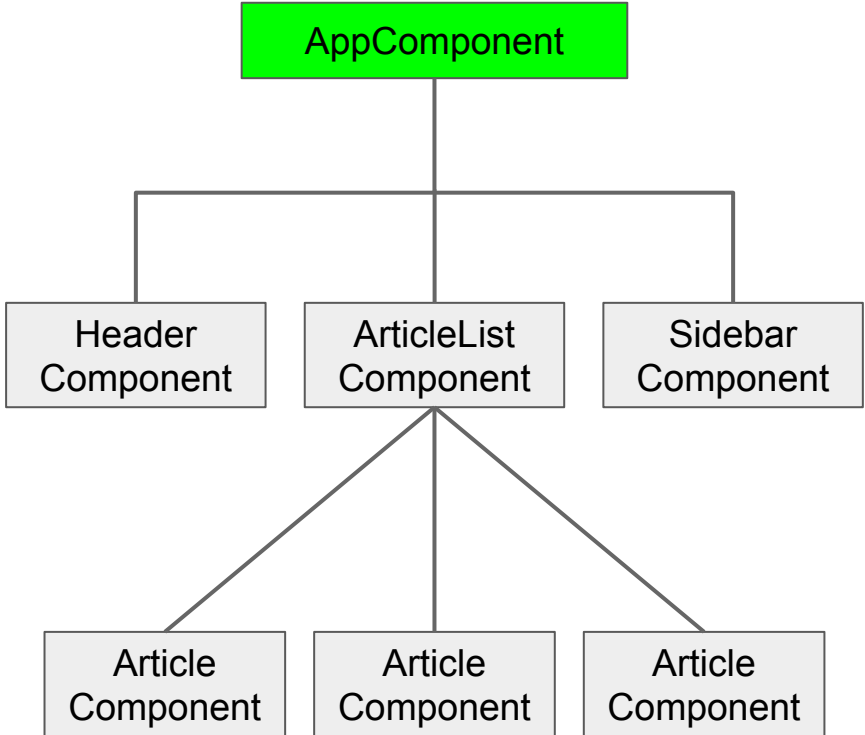 AppComponent
Header
Component
ArticleList
Component
Sidebar
Component
Article
Component
Article
Component
Article
Component